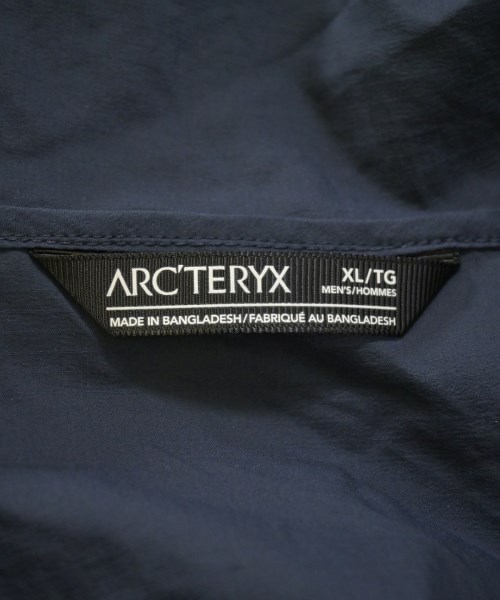 ARC'TERYX
XL/TG
MEN'S/HOMMES
MADE IN BANGLADESH/FABRIQUÉ AU BANGLADESH